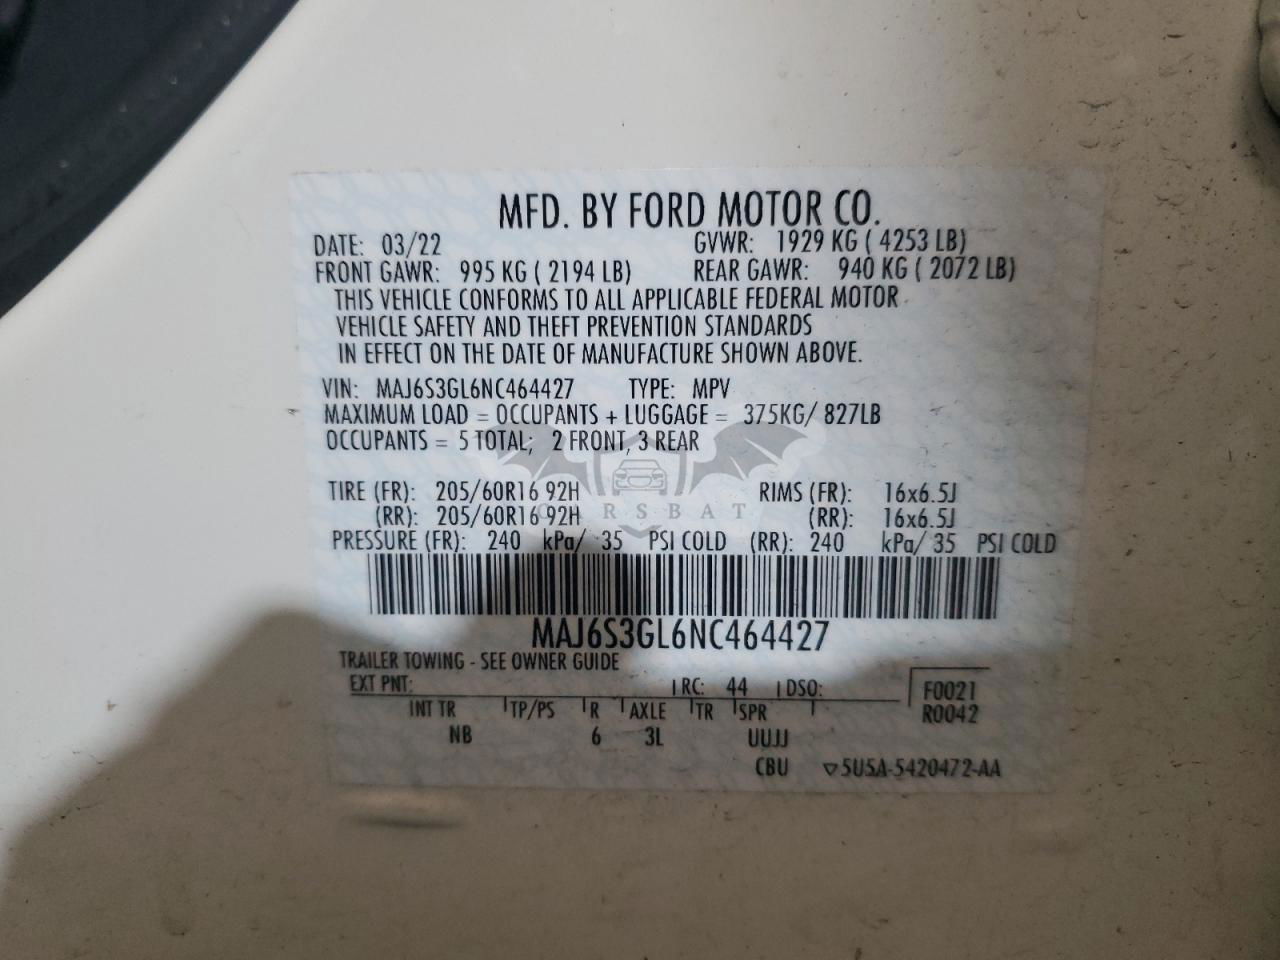 MFD. BY FORD MOTOR CO.
DATE: 03/22 GVWR: 1929 KG ( 4253 LB)
FRONT GAWR: 995 KG ( 2194 LB) REAR GAWR: 940 KG ( 2072 LB)
THIS VEHICLE CONFORMS TO ALL APPLICABLE FEDERAL MOTOR
VEHICLE SAFETY AND THEFT PREVENTION STANDARDS
IN EFFECT ON THE DATE OF MANUFACTURE SHOWN ABOVE.
VIN: MAJ6S3GL6NC464427 TYPE: MPV
MAXIMUM LOAD = OCCUPANTS + LUGGAGE = 375KG/ 827LB
OCCUPANTS = 5 TOTAL; 2 FRONT, 3 REAR
TIRE (FR): 205/60R16 92H RIMS (FR): 16x6.5J
CARSBAT
(RR): 205/60R16 92H (RR): 16x6.5J
PRESSURE (FR): 240 kPa/ 35 PSI COLD (RR): 240 kPa/ 35 PSI COLD
MAJ6S3GL6NC464427
TRAILER TOWING - SEE OWNER GUIDE
EXT PNT: RC: 44 DSO: F0021
INT TR TP/PS R AXLE TR SPR R0042
NB 6 3L UUJJ
CBU ▽5U5A-5420472-AA